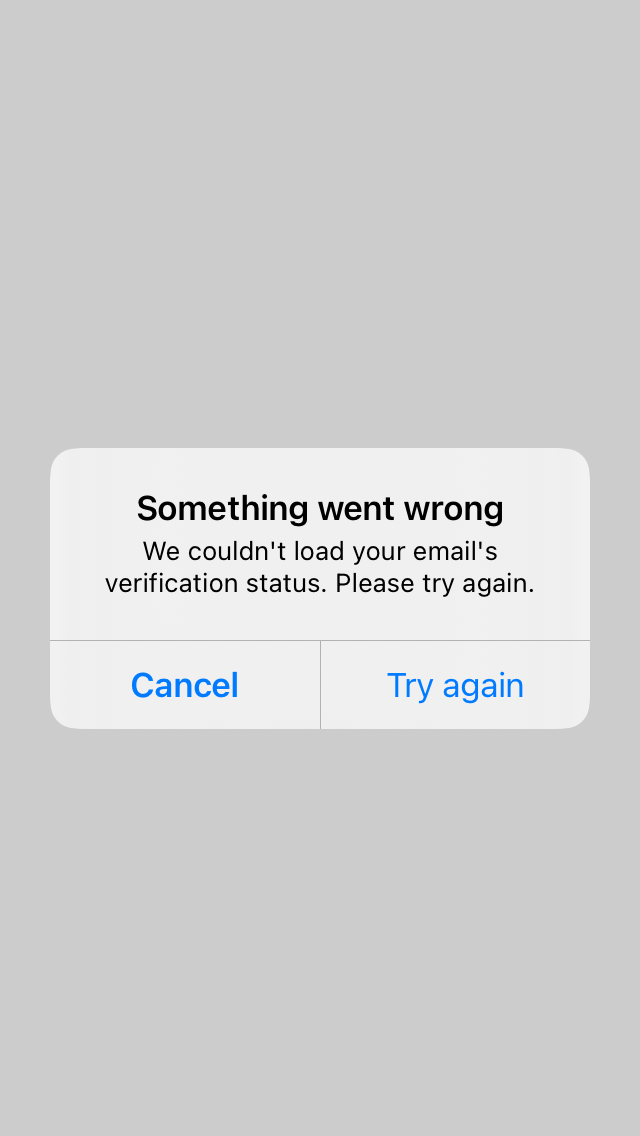 Something went wrong
We couldn't load your email's
verification status. Please try again.
Cancel
Try again